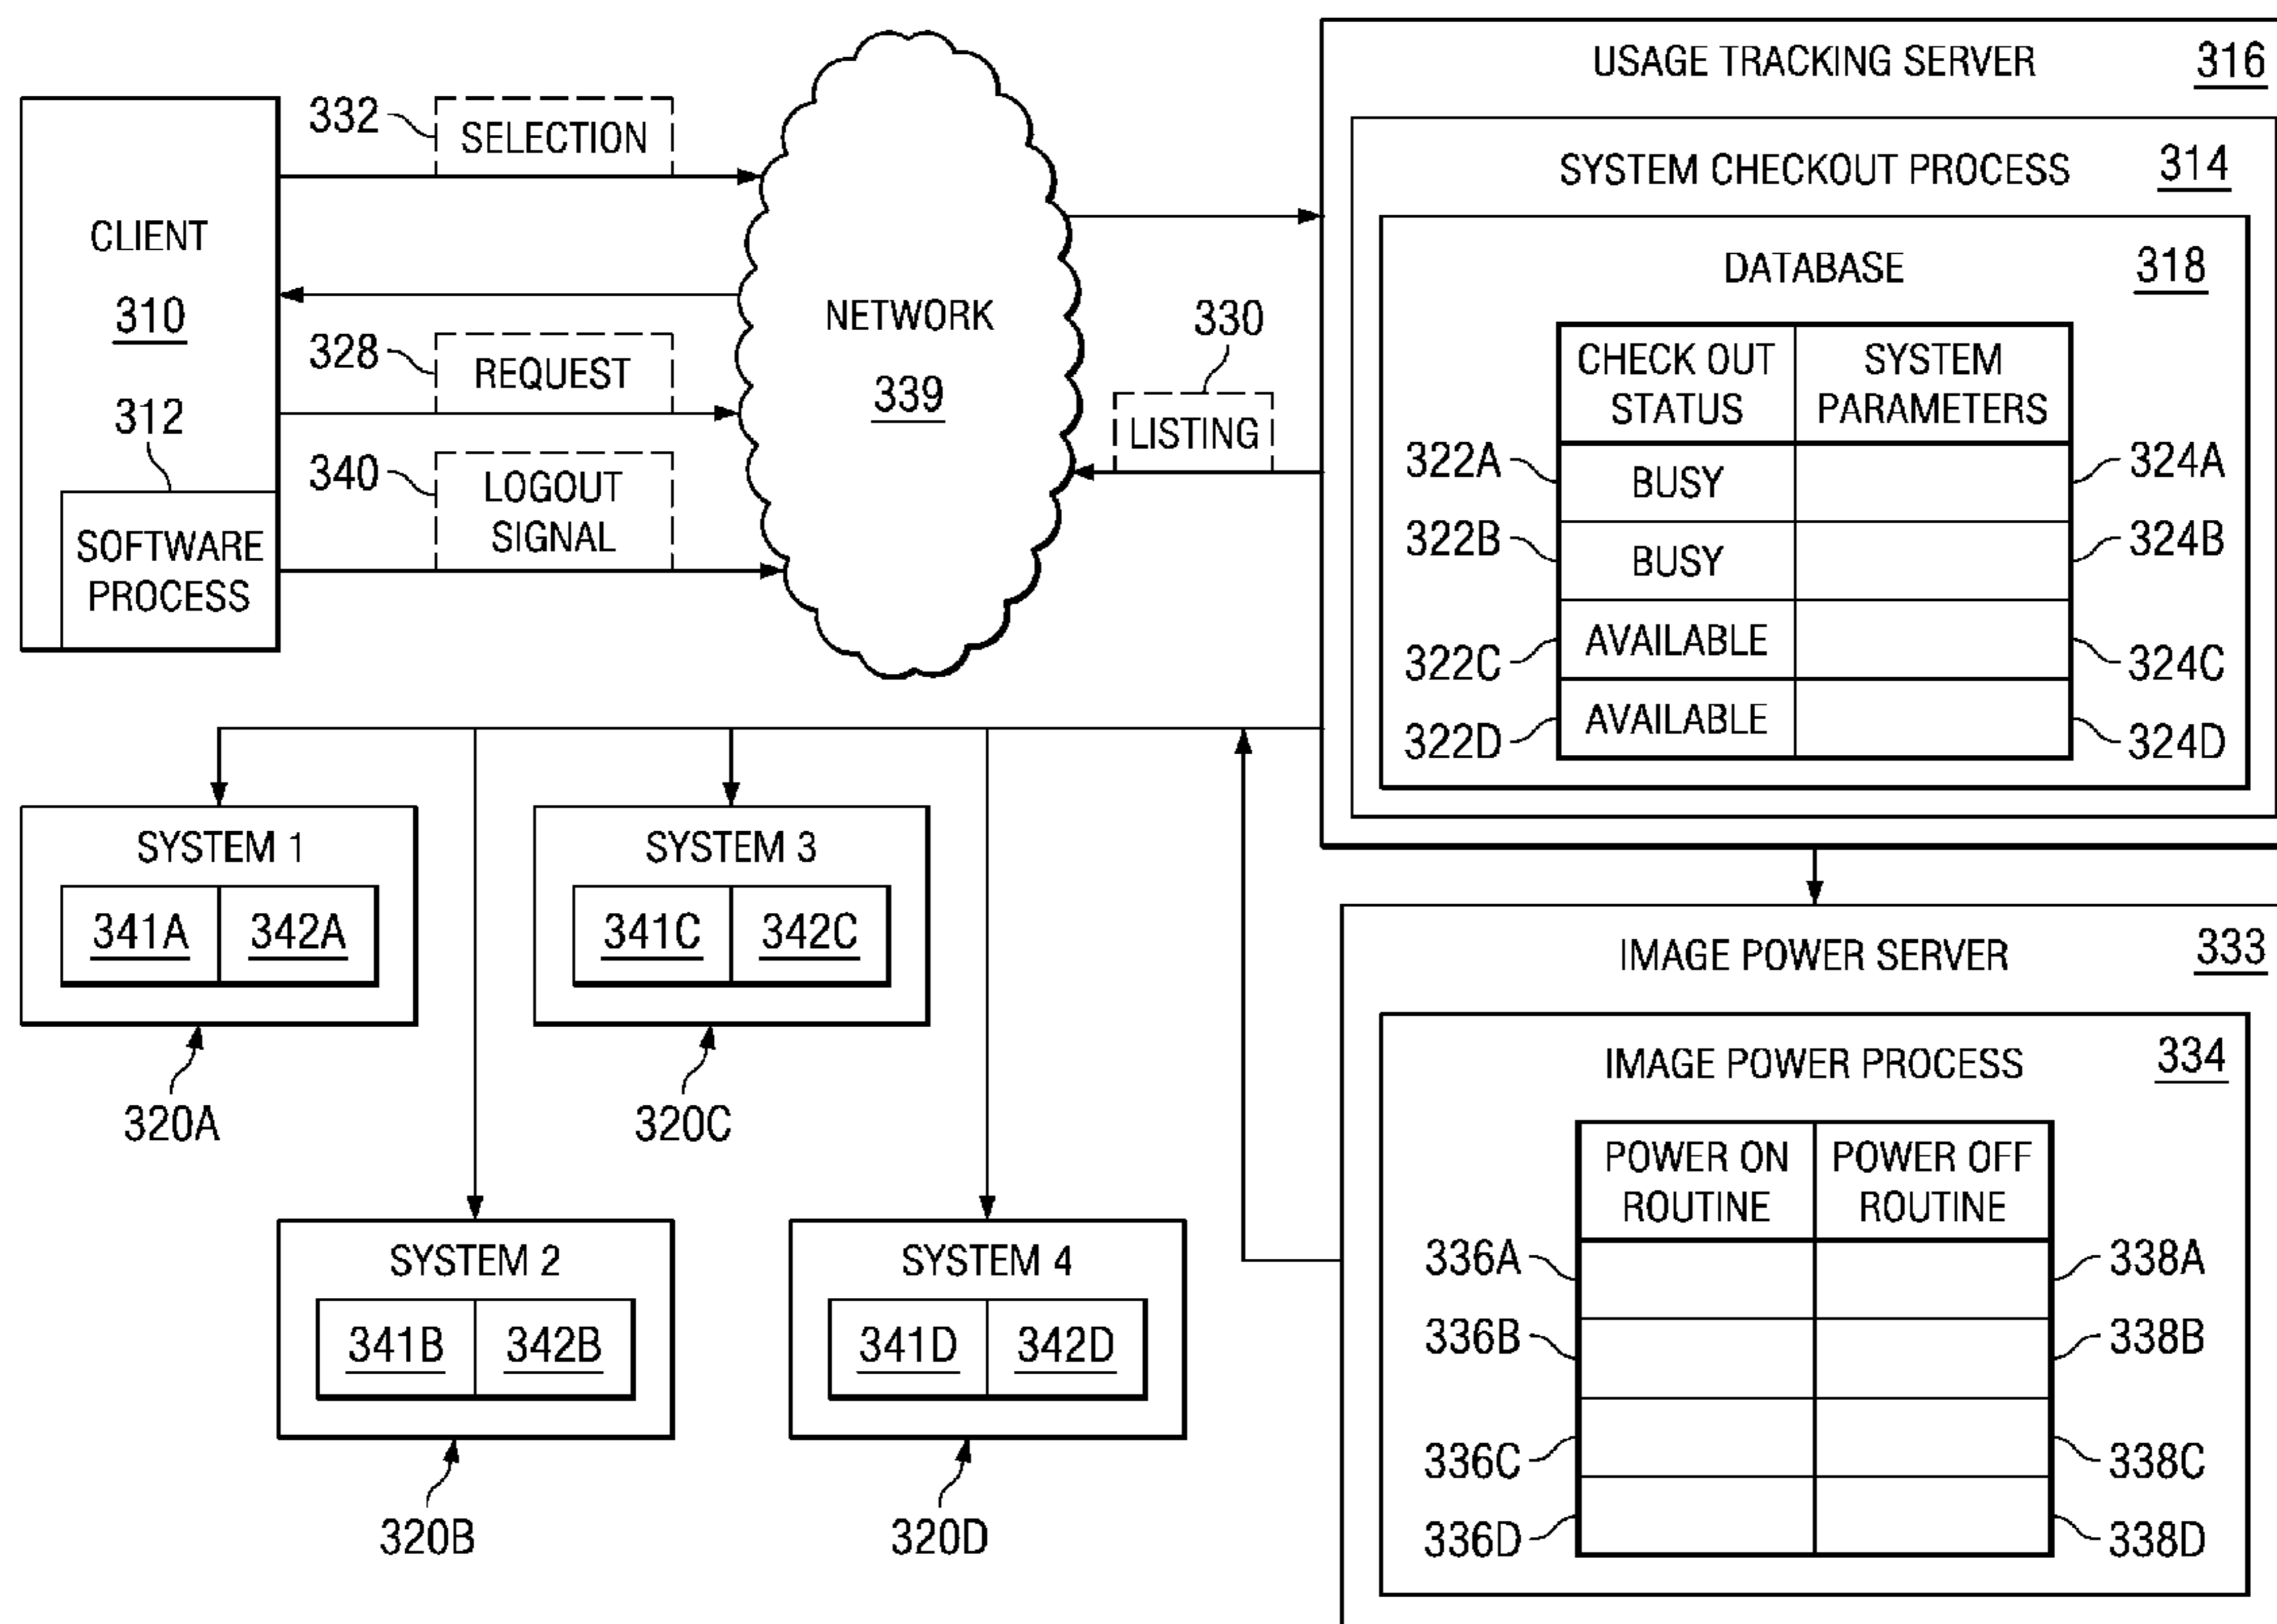 USAGE TRACKING SERVER 316
SYSTEM CHECKOUT PROCESS 314
DATABASE 318
CHECK OUT STATUS
SYSTEM PARAMETERS
322A BUSY 324A
322B BUSY 324B
322C AVAILABLE 324C
322D AVAILABLE 324D
332 SELECTION
CLIENT
310
328 REQUEST
312
340 LOGOUT
SIGNAL
SOFTWARE
PROCESS
NETWORK
339
330
LISTING
SYSTEM 1
341A 342A
320A
SYSTEM 3
341C 342C
320C
SYSTEM 2
341B 342B
320B
SYSTEM 4
341D 342D
320D
IMAGE POWER SERVER 333
IMAGE POWER PROCESS 334
POWER ON ROUTINE
POWER OFF ROUTINE
336A 338A
336B 338B
336C 338C
336D 338D